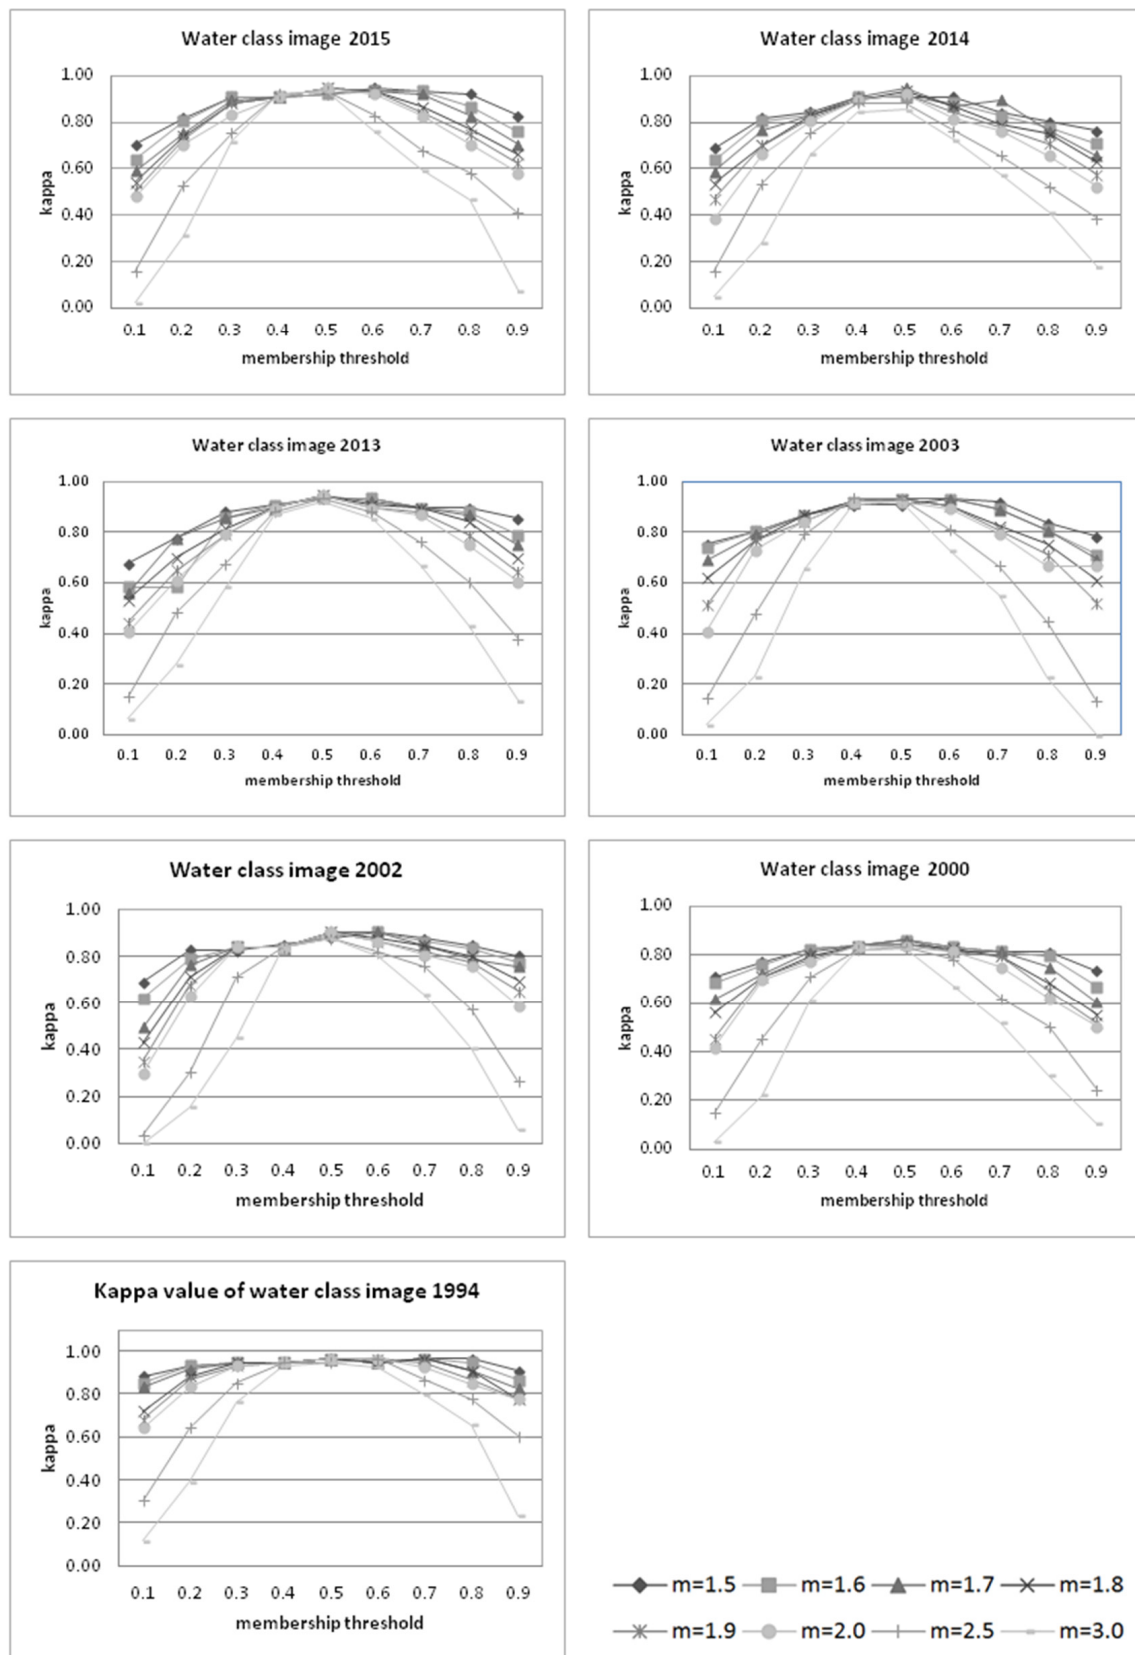 Water class image 2015
1.00
0.80
0.60
0.40
0.20
0.00
kappa
0.1 0.2 0.3 0.4 0.5 0.6 0.7 0.8 0.9
membership threshold
Water class image 2014
1.00
0.80
0.60
0.40
0.20
0.00
kappa
0.1 0.2 0.3 0.4 0.5 0.6 0.7 0.8 0.9
membership threshold
Water class image 2013
1.00
0.80
0.60
0.40
0.20
0.00
kappa
0.1 0.2 0.3 0.4 0.5 0.6 0.7 0.8 0.9
membership threshold
Water class image 2003
1.00
0.80
0.60
0.40
0.20
0.00
kappa
0.1 0.2 0.3 0.4 0.5 0.6 0.7 0.8 0.9
membership threshold
Water class image 2002
1.00
0.80
0.60
0.40
0.20
0.00
kappa
0.1 0.2 0.3 0.4 0.5 0.6 0.7 0.8 0.9
membership threshold
Water class image 2000
1.00
0.80
0.60
0.40
0.20
0.00
kappa
0.1 0.2 0.3 0.4 0.5 0.6 0.7 0.8 0.9
membership threshold
Kappa value of water class image 1994
1.00
0.80
0.60
0.40
0.20
0.00
kappa
0.1 0.2 0.3 0.4 0.5 0.6 0.7 0.8 0.9
membership threshold
m=1.5 m=1.6 m=1.7 m=1.8
m=1.9 m=2.0 m=2.5 m=3.0